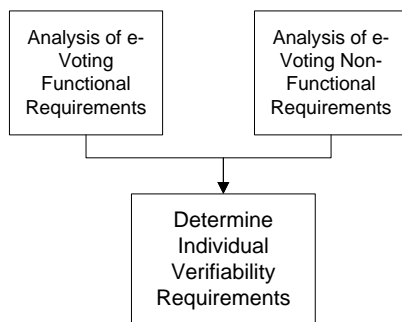 Analysis of e-
Voting
Functional
Requirements
Analysis of e-
Voting Non-
Functional
Requirements
Determine
Individual
Verifiability
Requirements